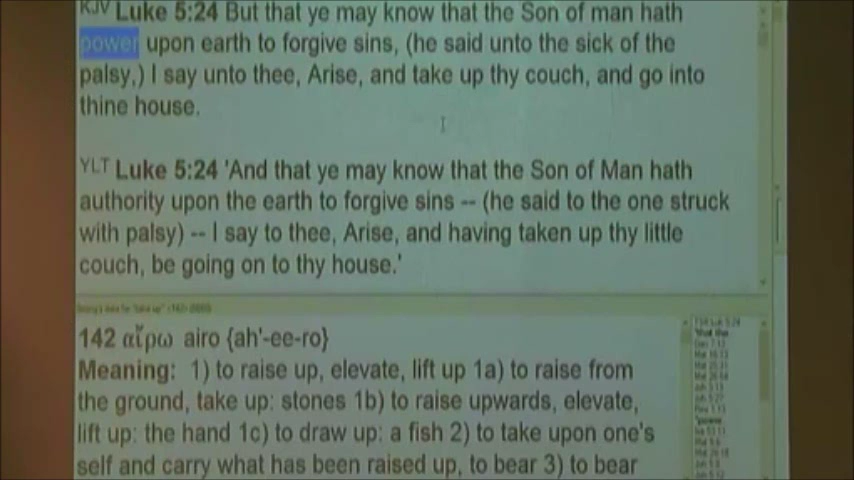 KJV Luke 5:24 But that ye may know that the Son of man hath
power upon earth to forgive sins, (he said unto the sick of the
palsy,) I say unto thee, Arise, and take up thy couch, and go into
thine house.
YLT Luke 5:24 'And that ye may know that the Son of Man hath
authority upon the earth to forgive sins -- (he said to the one struck
with palsy) -- I say to thee, Arise, and having taken up thy little
couch, be going on to thy house.'
142 αἴρω airo {ah'-ee-ro}
Meaning: 1) to raise up, elevate, lift up 1a) to raise from
the ground, take up: stones 1b) to raise upwards, elevate,
lift up: the hand 1c) to draw up: a fish 2) to take upon one's
self and carry what has been raised up, to bear 3) to bear